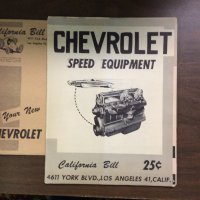 California Bill
Your New
CHEVROLET
CHEVROLET
SPEED EQUIPMENT
California Bill
25¢
4611 YORK BLVD., LOS ANGELES 41, CALIF.